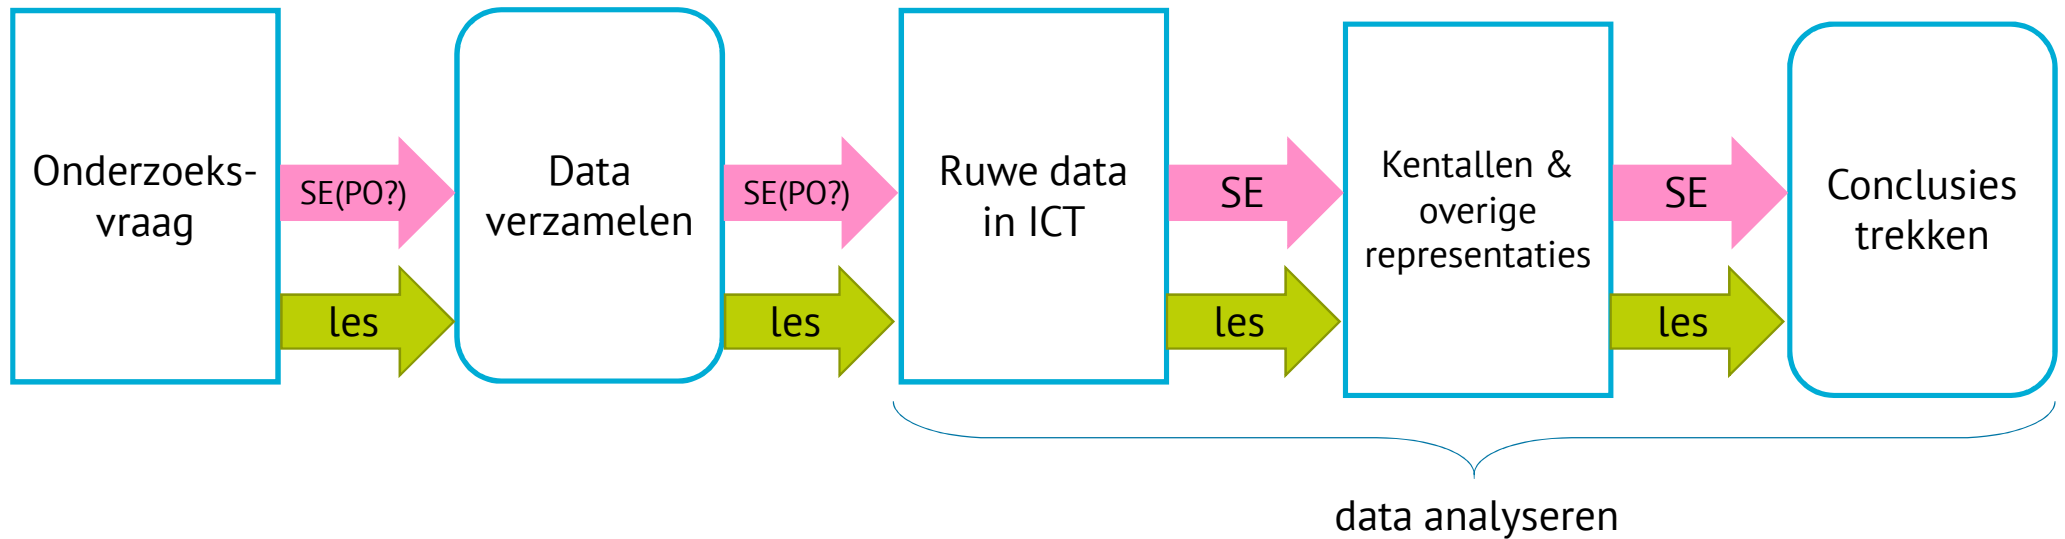 Onderzoeks-
vraag
SE(PO?)
les
Data
verzamelen
SE(PO?)
les
Ruwe data
in ICT
SE
les
Kentallen &
overige
representaties
SE
les
Conclusies
trekken
data analyseren